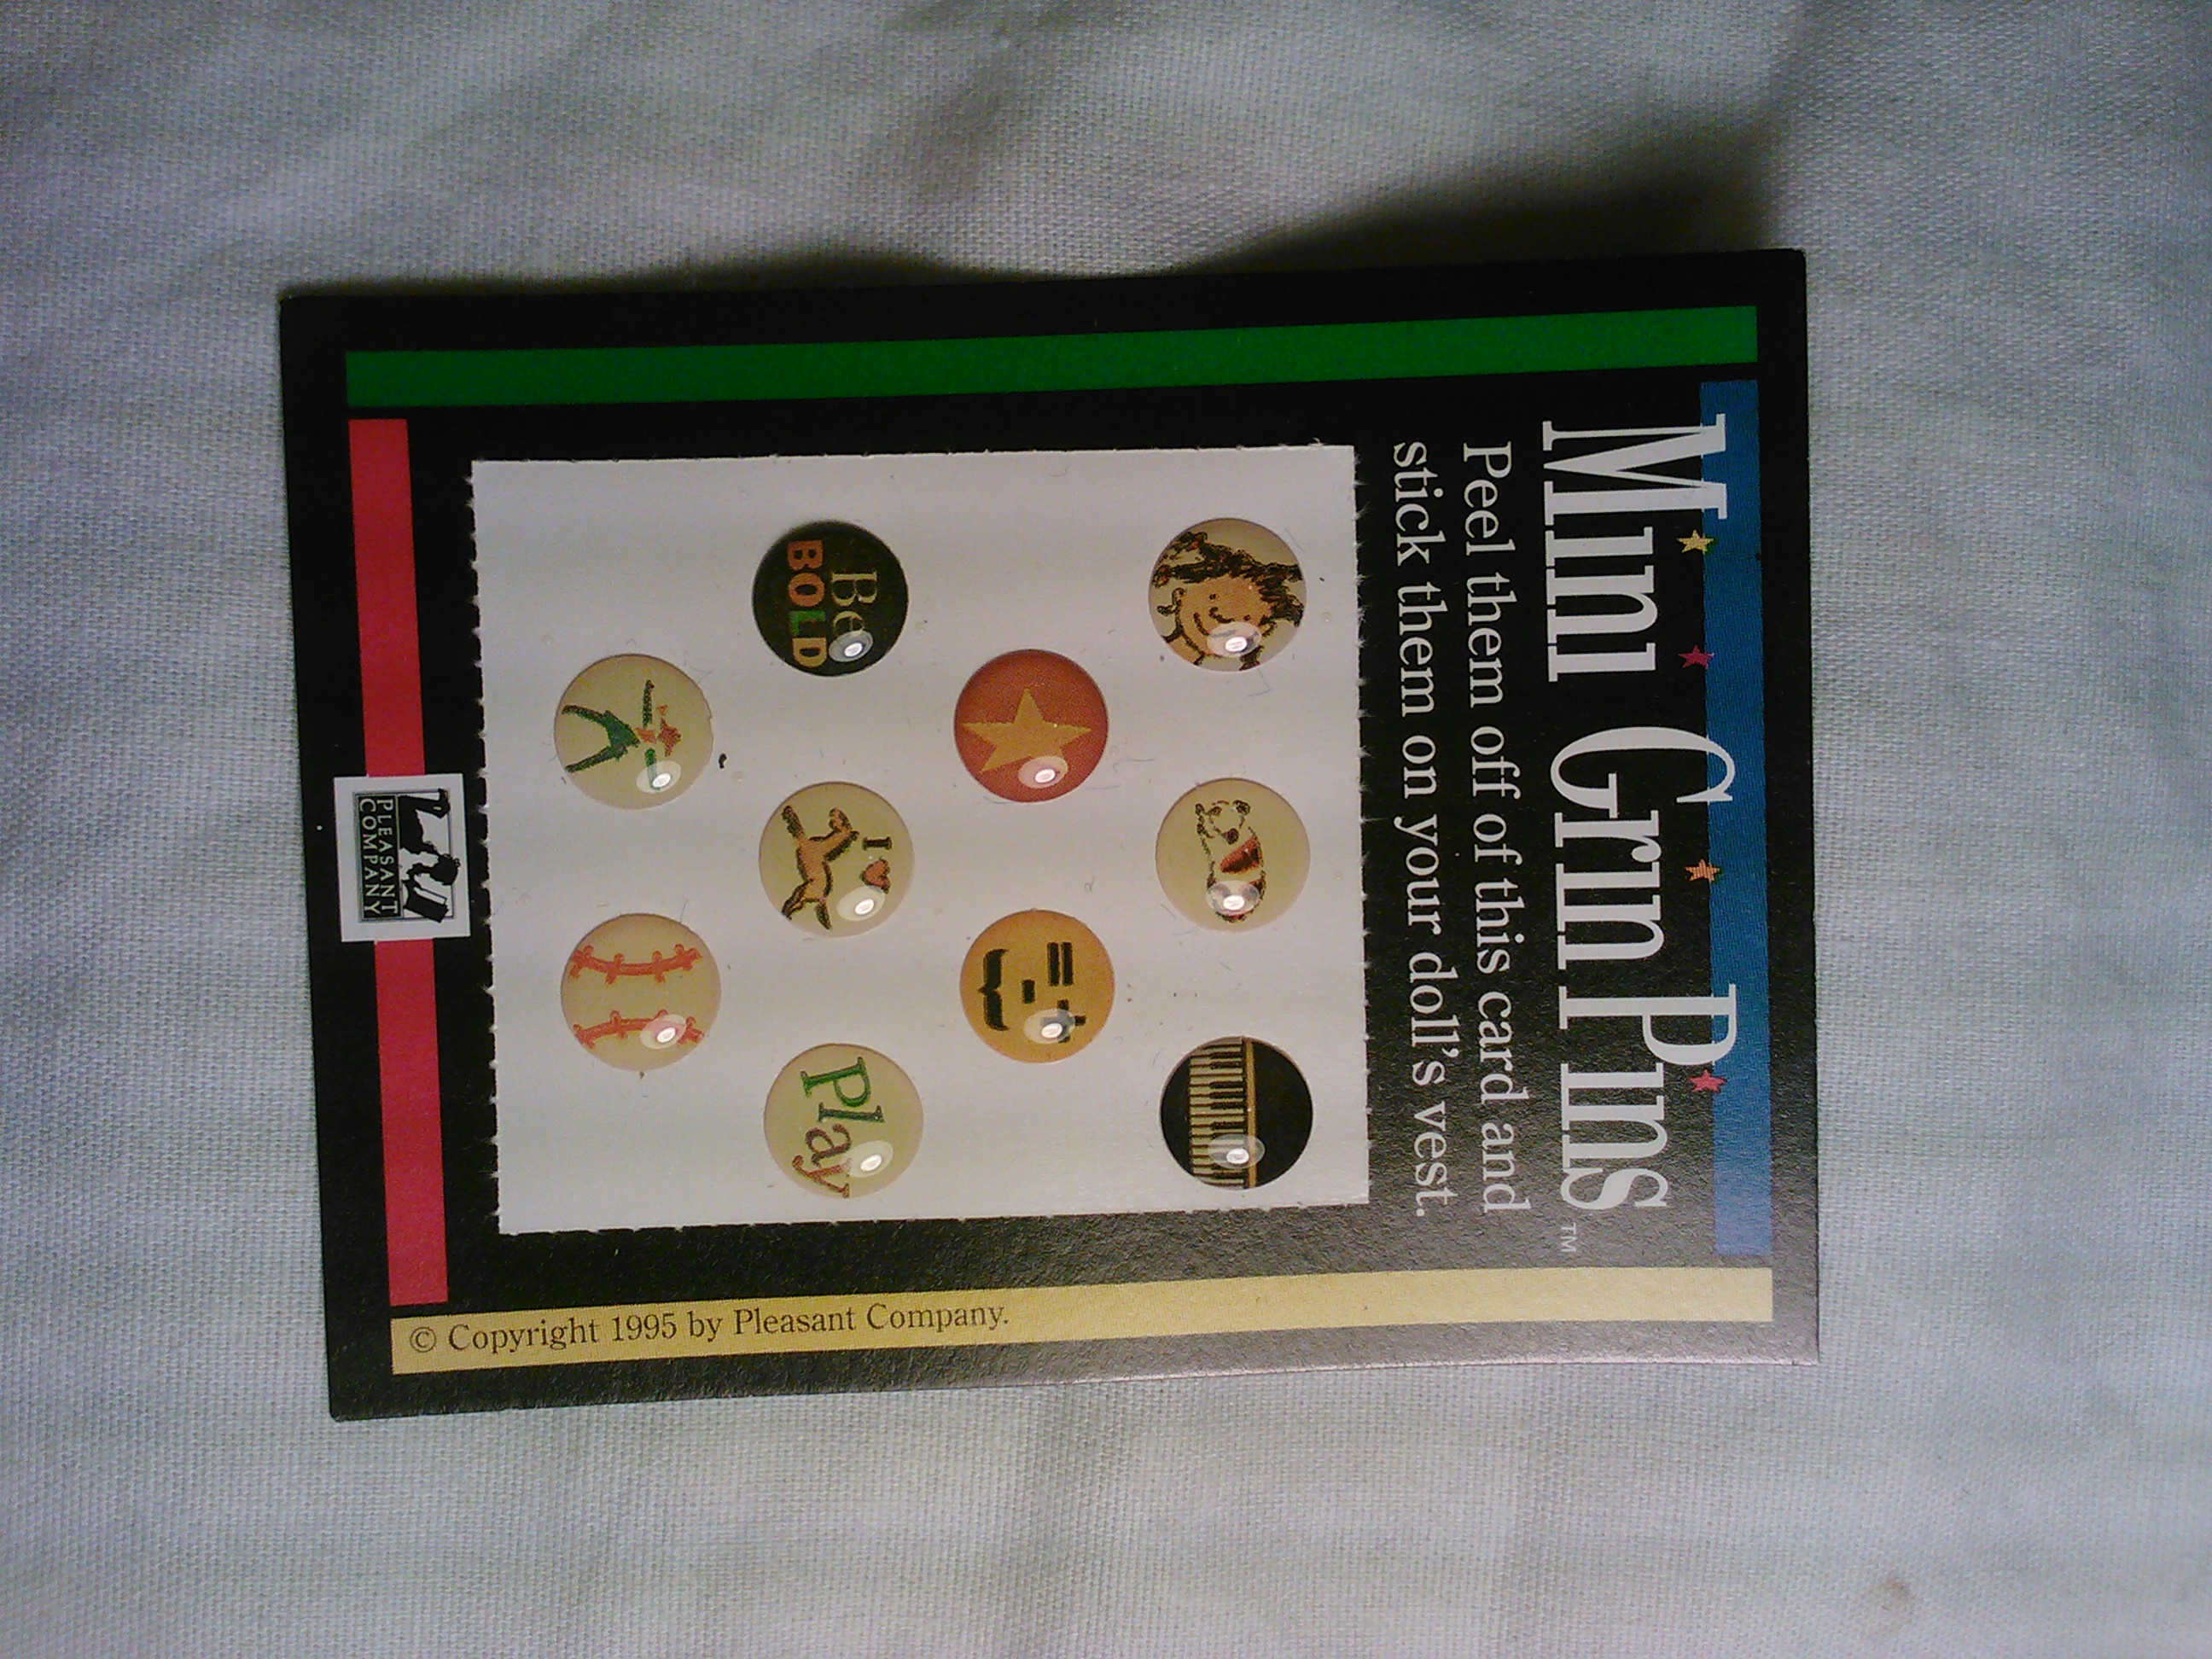 Mini Grin Pins™
Peel them off of this card and
stick them on your doll's vest.
I
Be
BOLD
Play
PLEASANT
COMPANY
© Copyright 1995 by Pleasant Company.